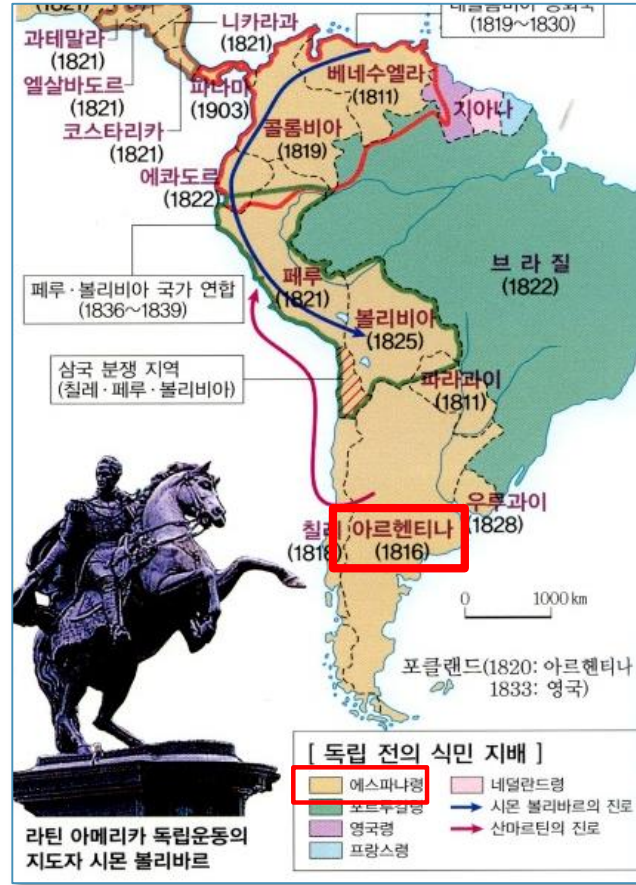 (1821)
니카라과
(1821)
과테말라
(1821)
(1819~1830)
엘살바도르
(1821)
파나마
(1903)
베네수엘라
(1811)
지아나
코스타리카
(1821)
콜롬비아
(1819)
에콰도르
(1822)
브라질
(1822)
페루·볼리비아 국가 연합
(1836~1839)
페루
(1821)
볼리비아
(1825)
삼국 분쟁 지역
(칠레·페루·볼리비아)
파라과이
(1811)
우루과이
(1828)
칠레
(1818)
아르헨티나
(1816)
0 1000km
포클랜드(1820: 아르헨티나
1833: 영국)
[ 독립 전의 식민 지배 ]
에스파냐령
네덜란드령
포르투갈령
시몬 볼리바르의 진로
영국령
산마르틴의 진로
프랑스령
라틴 아메리카 독립운동의
지도자 시몬 볼리바르